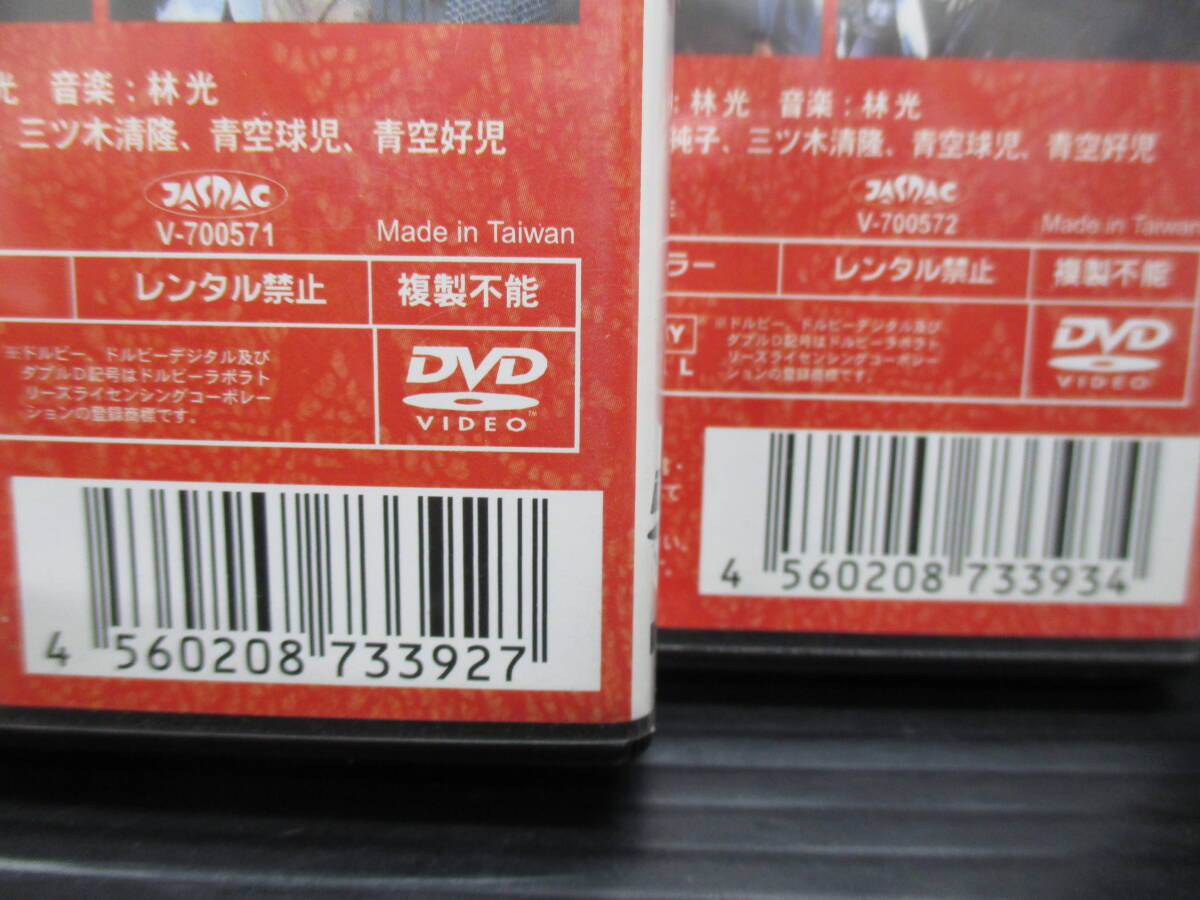 光 音楽：林光
三ツ木清隆、青空球児、青空好児
JASRAC
V-700571
Made in Taiwan
レンタル禁止
複製不能
※ドルビー、ドルビーデジタル及び
ダブルD記号はドルビーラボラト
リーズライセンシングコーポレー
ションの登録商標です。
DVD
VIDEO™
4 560208 733927
：林光 音楽：林光
純子、三ツ木清隆、青空球児、青空好児
JASRAC
V-700572
Made in Taiwan
ラー
レンタル禁止
複製不能
※ドルビー、ドルビーデジタル及び
ダブルD記号はドルビーラボラト
リーズライセンシングコーポレー
ションの登録商標です。
DVD
VIDEO
4 560208 733934